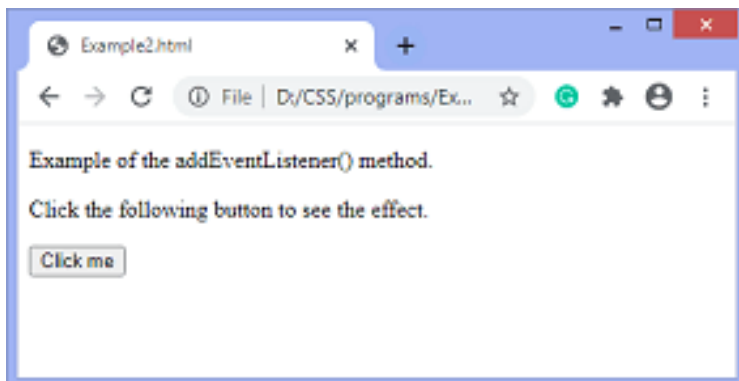 Example2.html
File | D:/CSS/programs/Ex...
Example of the addEventListener() method.
Click the following button to see the effect.
Click me